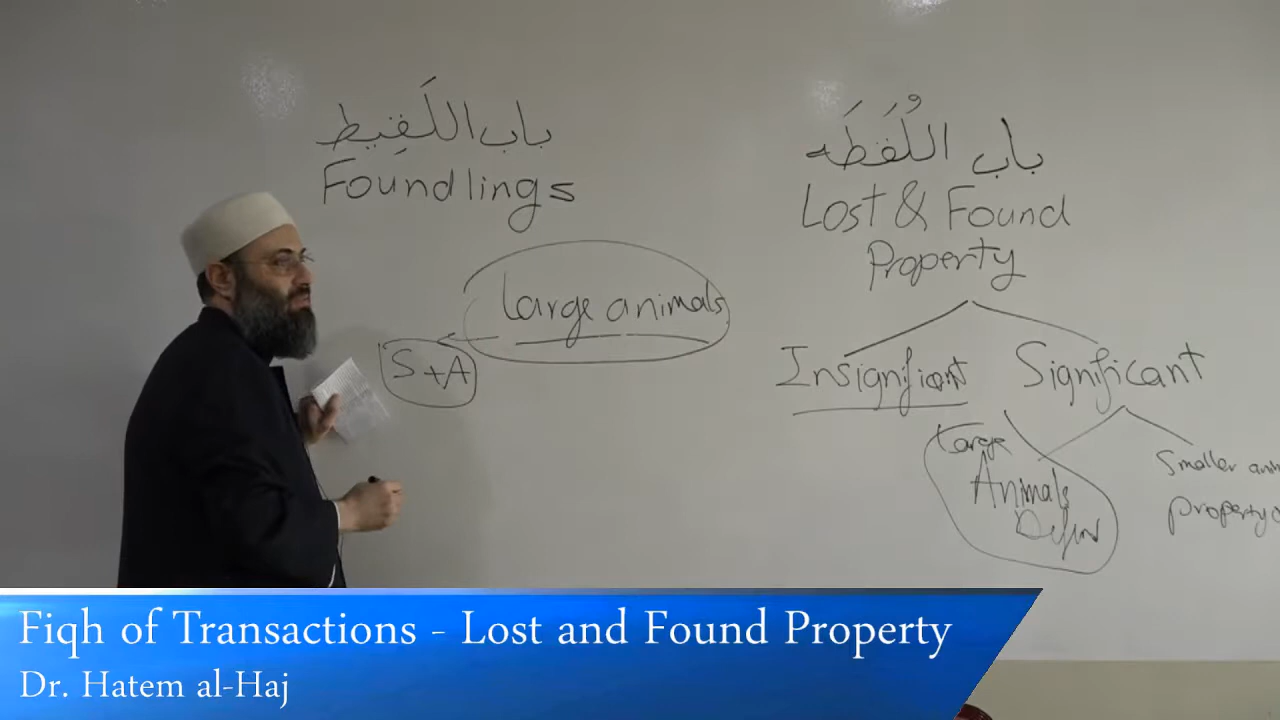 باب اللَقِيط
Foundlings
large animals
S + A
باب اللُقَطَه
Lost & Found
Property
Insignificant
Significant
Large
Animals
Smaller
Property
Fiqh of Transactions - Lost and Found Property
Dr. Hatem al-Haj